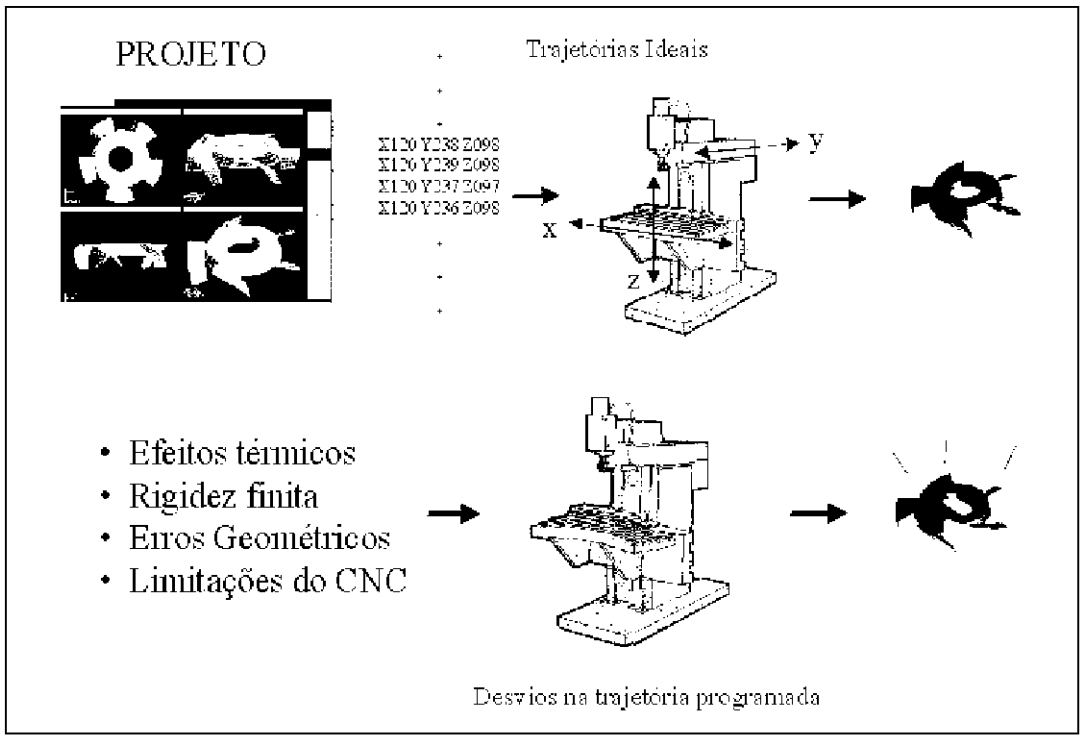 PROJETO
Trajetórias Ideais
X120 Y238 Z098
X120 Y239 Z098
X120 Y237 Z097
X120 Y236 Z098
y
x
z
• Efeitos térmicos
• Rigidez finita
• Erros Geométricos
• Limitações do CNC
Desvios na trajetória programada